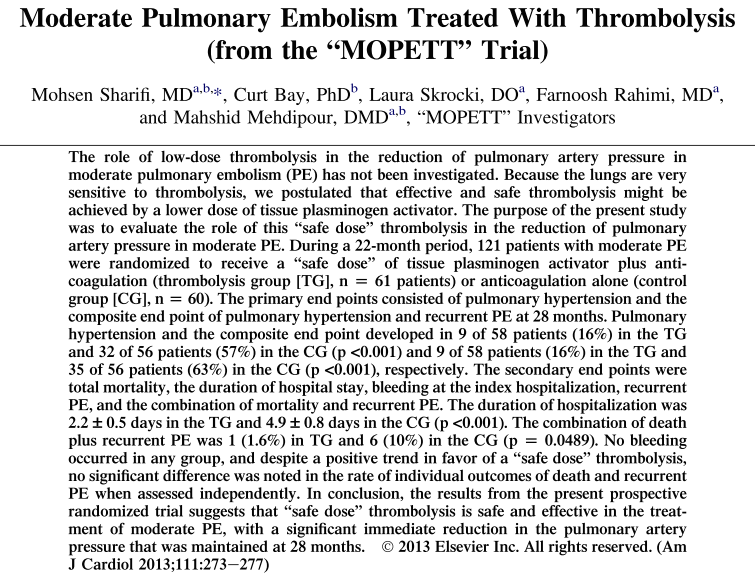 Moderate Pulmonary Embolism Treated With Thrombolysis
(from the “MOPETT” Trial)
Mohsen Sharifi, MDa,b,*, Curt Bay, PhDb, Laura Skrocki, DOa, Farnoosh Rahimi, MDa,
and Mahshid Mehdipour, DMDa,b, “MOPETT” Investigators
The role of low-dose thrombolysis in the reduction of pulmonary artery pressure in
moderate pulmonary embolism (PE) has not been investigated. Because the lungs are very
sensitive to thrombolysis, we postulated that effective and safe thrombolysis might be
achieved by a lower dose of tissue plasminogen activator. The purpose of the present study
was to evaluate the role of this “safe dose” thrombolysis in the reduction of pulmonary
artery pressure in moderate PE. During a 22-month period, 121 patients with moderate PE
were randomized to receive a “safe dose” of tissue plasminogen activator plus anti-
coagulation (thrombolysis group [TG], n = 61 patients) or anticoagulation alone (control
group [CG], n = 60). The primary end points consisted of pulmonary hypertension and the
composite end point of pulmonary hypertension and recurrent PE at 28 months. Pulmonary
hypertension and the composite end point developed in 9 of 58 patients (16%) in the TG
and 32 of 56 patients (57%) in the CG (p <0.001) and 9 of 58 patients (16%) in the TG and
35 of 56 patients (63%) in the CG (p <0.001), respectively. The secondary end points were
total mortality, the duration of hospital stay, bleeding at the index hospitalization, recurrent
PE, and the combination of mortality and recurrent PE. The duration of hospitalization was
2.2 ± 0.5 days in the TG and 4.9 ± 0.8 days in the CG (p <0.001). The combination of death
plus recurrent PE was 1 (1.6%) in TG and 6 (10%) in the CG (p = 0.0489). No bleeding
occurred in any group, and despite a positive trend in favor of a “safe dose” thrombolysis,
no significant difference was noted in the rate of individual outcomes of death and recurrent
PE when assessed independently. In conclusion, the results from the present prospective
randomized trial suggests that “safe dose” thrombolysis is safe and effective in the treat-
ment of moderate PE, with a significant immediate reduction in the pulmonary artery
pressure that was maintained at 28 months. © 2013 Elsevier Inc. All rights reserved. (Am
J Cardiol 2013;111:273–277)